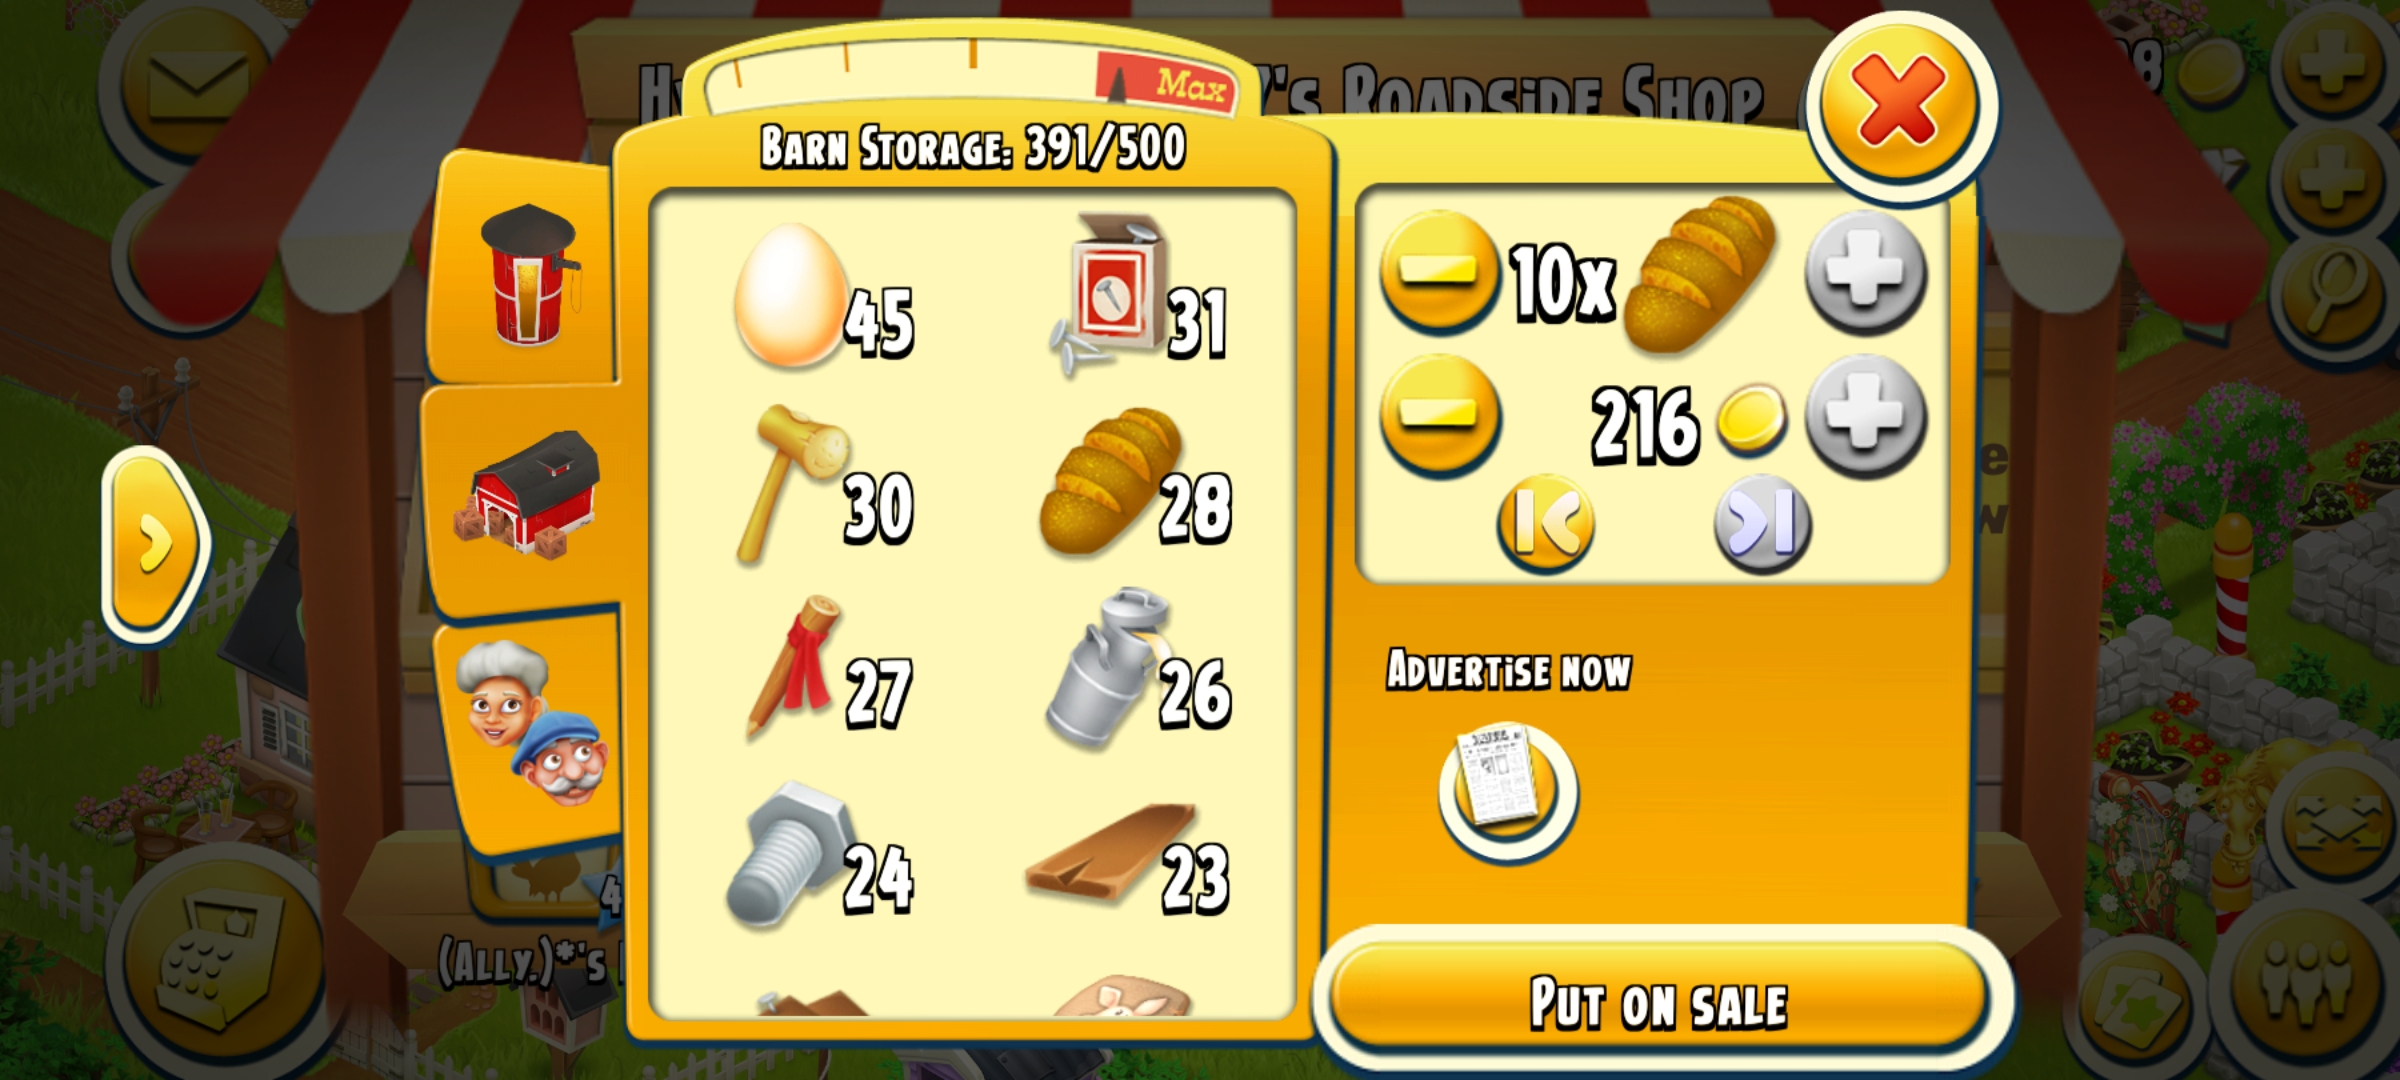 Max
'S ROADSIDE SHOP
BARN STORAGE: 391/500
45
31
10x
216
30
28
27
26
ADVERTISE NOW
24
23
(ALLY.)*'S
PUT ON SALE